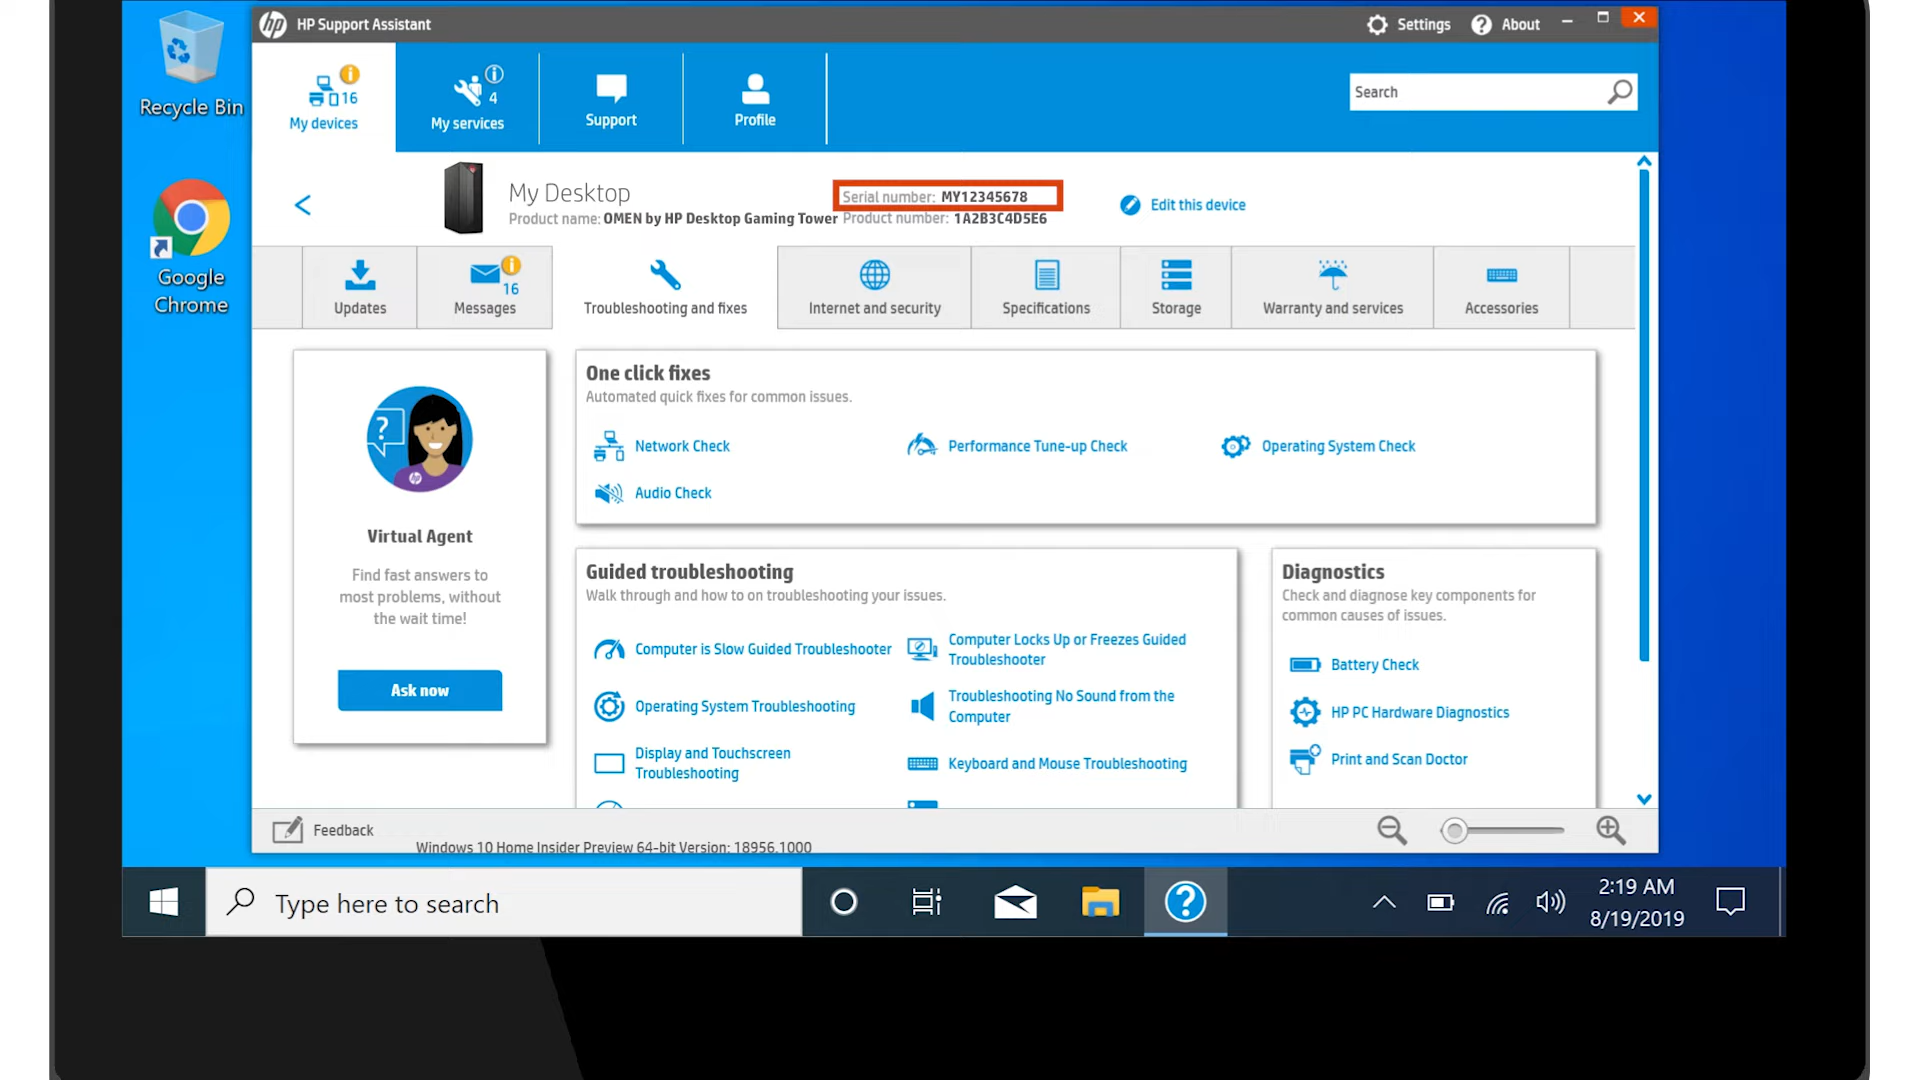 hp HP Support Assistant Settings ? About
Recycle Bin
Google
Chrome
16
My devices
4
My services
Support
Profile
Search
My Desktop
Serial number: MY12345678
Product name: OMEN by HP Desktop Gaming Tower Product number: 1A2B3C4D5E6
Edit this device
Updates
16
Messages
Troubleshooting and fixes
Internet and security
Specifications
Storage
Warranty and services
Accessories
?
hp
Virtual Agent
Find fast answers to
most problems, without
the wait time!
Ask now
One click fixes
Automated quick fixes for common issues.
Network Check
Performance Tune-up Check
Operating System Check
Audio Check
Guided troubleshooting
Walk through and how to on troubleshooting your issues.
Computer is Slow Guided Troubleshooter
Computer Locks Up or Freezes Guided
Troubleshooter
Operating System Troubleshooting
Troubleshooting No Sound from the
Computer
Display and Touchscreen
Troubleshooting
Keyboard and Mouse Troubleshooting
Diagnostics
Check and diagnose key components for
common causes of issues.
Battery Check
HP PC Hardware Diagnostics
Print and Scan Doctor
Feedback
Windows 10 Home Insider Preview 64-bit Version: 18956.1000
Type here to search
?
2:19 AM
8/19/2019